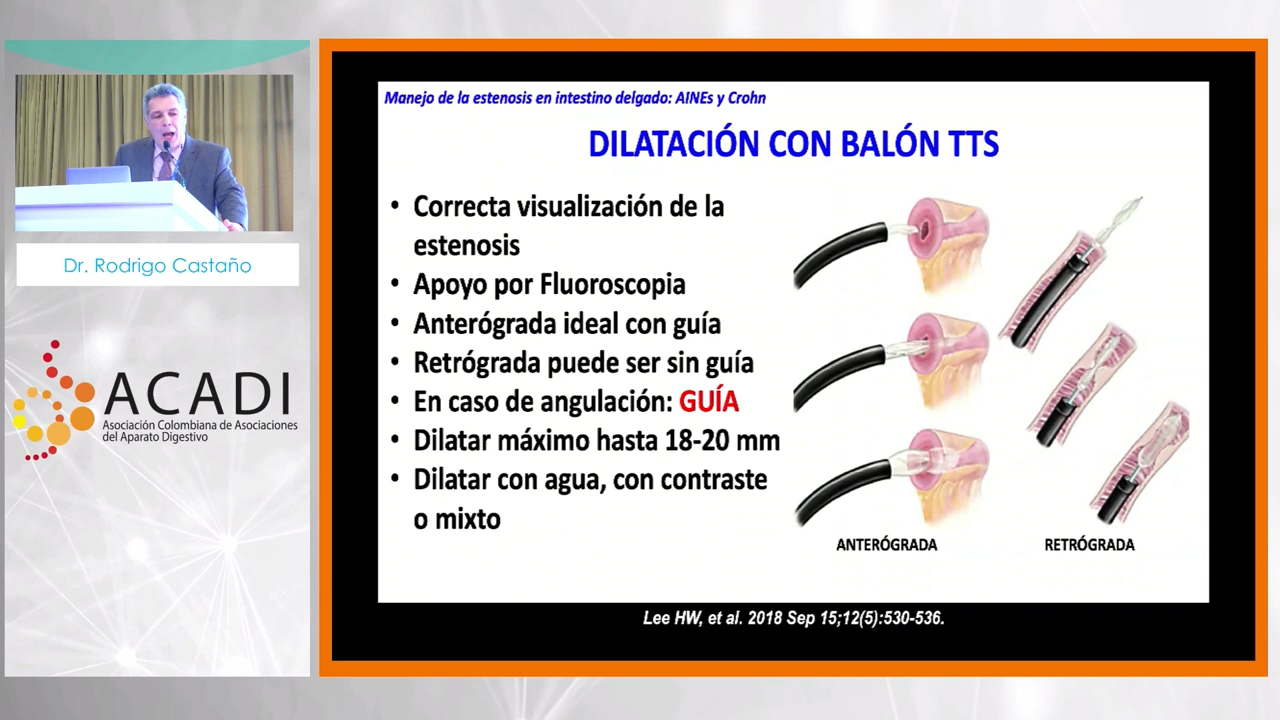 Dr. Rodrigo Castaño
ACADI
Asociación Colombiana de Asociaciones
del Aparato Digestivo
Manejo de la estenosis en intestino delgado: AINEs y Crohn
DILATACIÓN CON BALÓN TTS
• Correcta visualización de la
estenosis
• Apoyo por Fluoroscopia
• Anterógrada ideal con guía
• Retrógrada puede ser sin guía
• En caso de angulación: GUÍA
• Dilatar máximo hasta 18-20 mm
• Dilatar con agua, con contraste
o mixto
ANTERÓGRADA
RETRÓGRADA
Lee HW, et al. 2018 Sep 15;12(5):530-536.